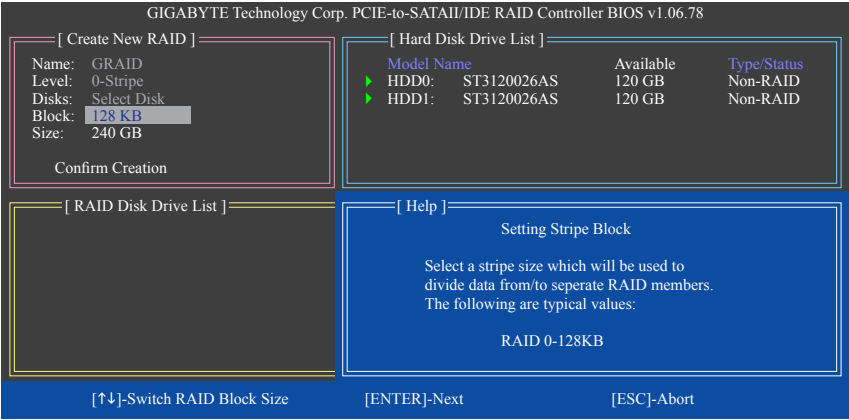 GIGABYTE Technology Corp. PCIE-to-SATAII/IDE RAID Controller BIOS v1.06.78
[ Create New RAID ]
Name: GRAID
Level: 0-Stripe
Disks: Select Disk
Block: 128 KB
Size: 240 GB
Confirm Creation
[ Hard Disk Drive List ]
Model Name Available Type/Status
HDD0: ST3120026AS 120 GB Non-RAID
HDD1: ST3120026AS 120 GB Non-RAID
[ RAID Disk Drive List ]
[ Help ]
Setting Stripe Block
Select a stripe size which will be used to
divide data from/to seperate RAID members.
The following are typical values:
RAID 0-128KB
[↑↓]-Switch RAID Block Size [ENTER]-Next [ESC]-Abort